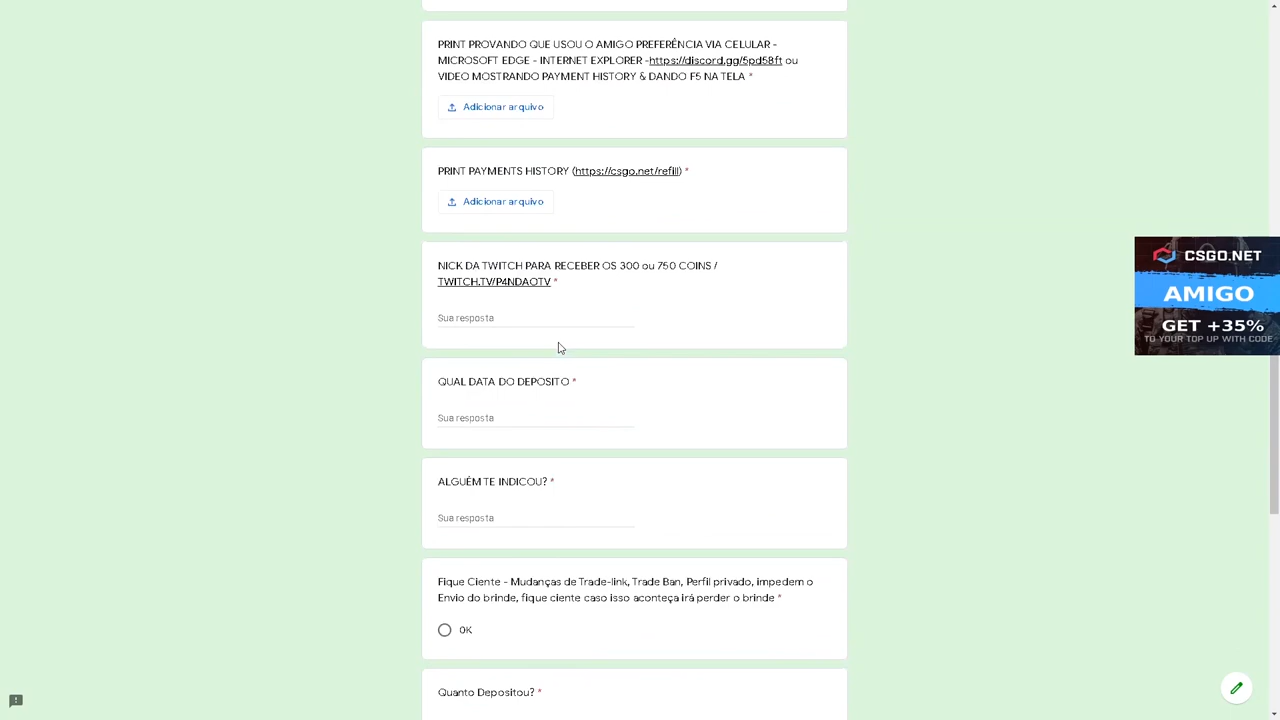 PRINT PROVANDO QUE USOU O AMIGO PREFERÊNCIA VIA CELULAR -
MICROSOFT EDGE - INTERNET EXPLORER -https://discord.gg/5pd58ft ou
VIDEO MOSTRANDO PAYMENT HISTORY & DANDO F5 NA TELA *
Adicionar arquivo
PRINT PAYMENTS HISTORY (https://csgo.net/refill) *
Adicionar arquivo
NICK DA TWITCH PARA RECEBER OS 300 ou 750 COINS /
TWITCH.TV/P4NDAOTV *
Sua resposta
QUAL DATA DO DEPOSITO *
Sua resposta
ALGUÉM TE INDICOU? *
Sua resposta
Fique Ciente - Mudanças de Trade-link, Trade Ban, Perfil privado, impedem o
Envio do brinde, fique ciente caso isso aconteça irá perder o brinde *
OK
Quanto Depositou? *
CSGO.NET
AMIGO
GET +35%
TO YOUR TOP UP WITH CODE